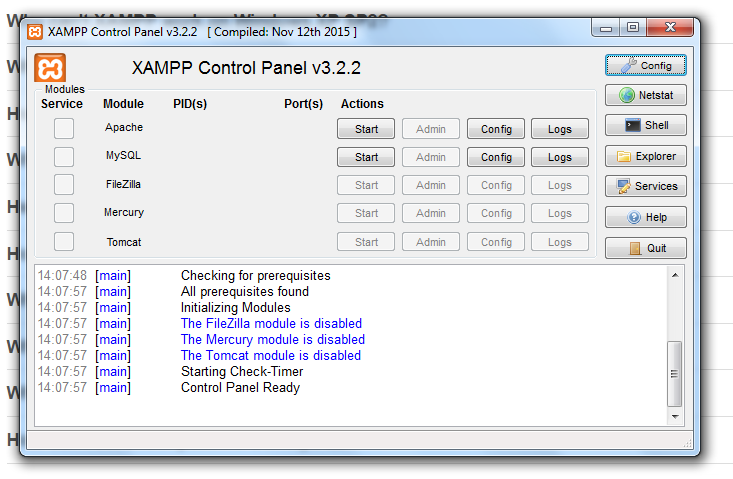 XAMPP Control Panel v3.2.2 [ Compiled: Nov 12th 2015 ]
XAMPP Control Panel v3.2.2
Config
Modules
Service Module PID(s) Port(s) Actions
Netstat
Apache Start Admin Config Logs
Shell
MySQL Start Admin Config Logs
Explorer
FileZilla Start Admin Config Logs
Services
Mercury Start Admin Config Logs
Help
Tomcat Start Admin Config Logs
Quit
14:07:48 [main] Checking for prerequisites
14:07:57 [main] All prerequisites found
14:07:57 [main] Initializing Modules
14:07:57 [main] The FileZilla module is disabled
14:07:57 [main] The Mercury module is disabled
14:07:57 [main] The Tomcat module is disabled
14:07:57 [main] Starting Check-Timer
14:07:57 [main] Control Panel Ready